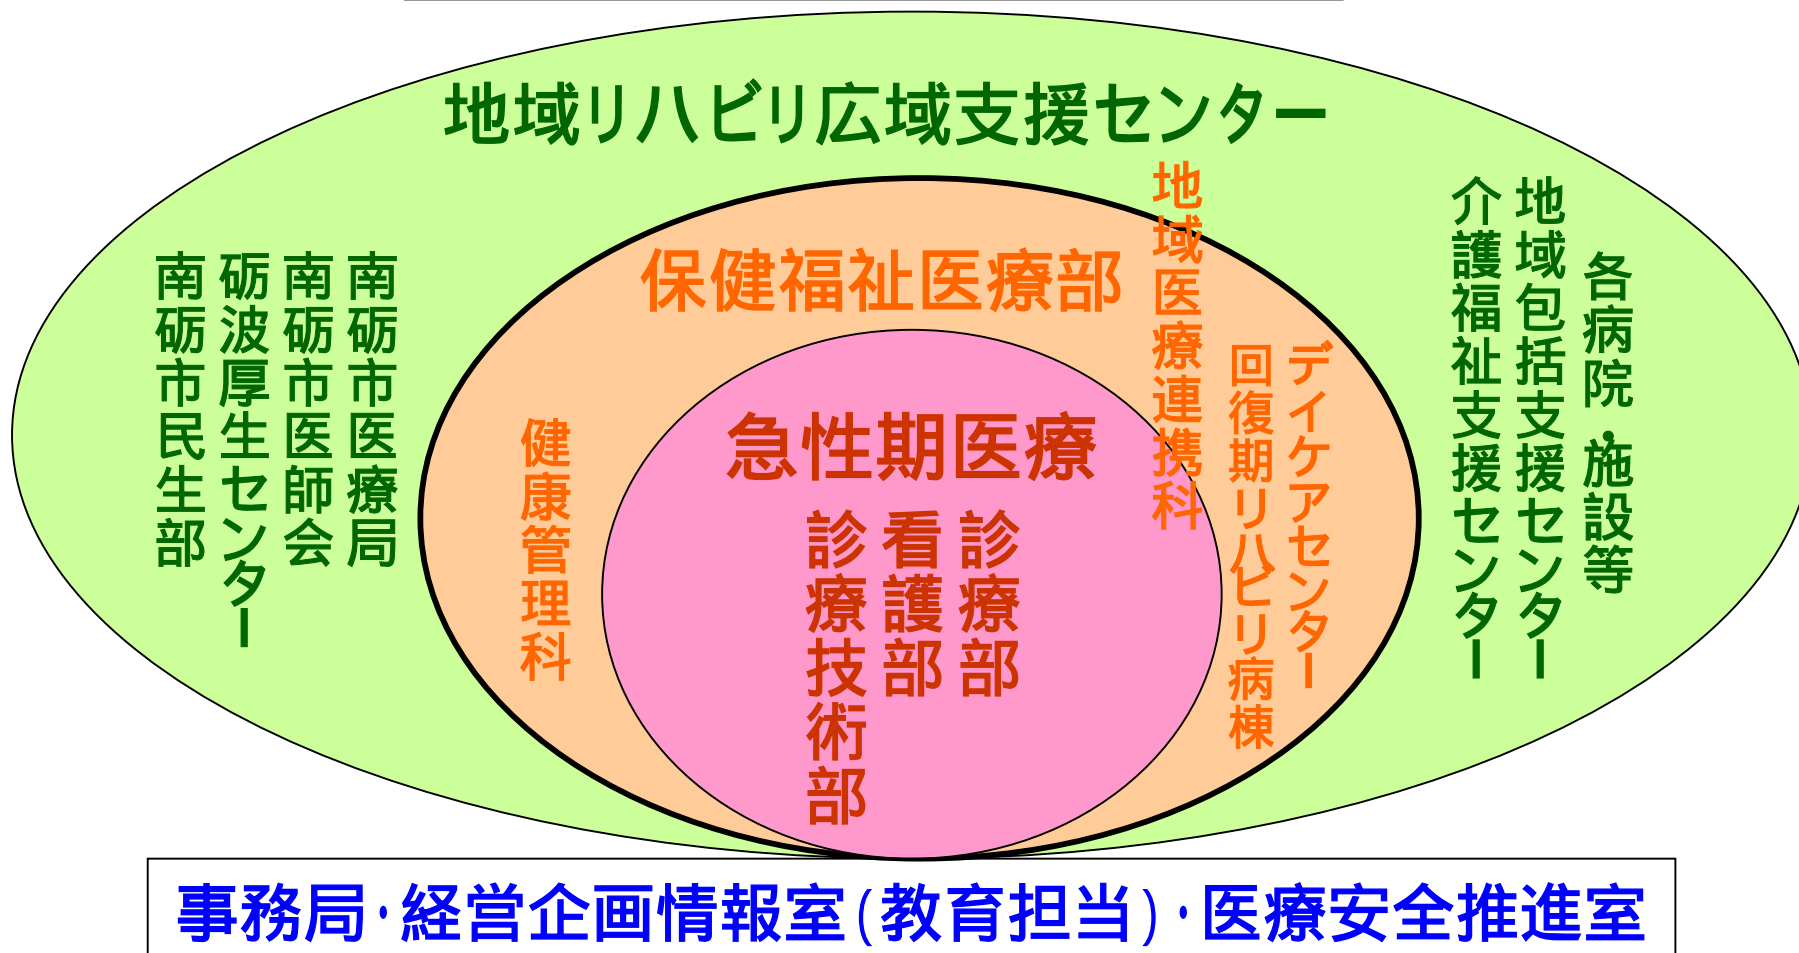 地域リハビリ広域支援センター
保健福祉医療部
急性期医療
診療部
看護部
診療技術部
地域医療連携科
デイケアセンター
回復期リハビリ病棟
健康管理科
各病院・施設等
地域包括支援センター
介護福祉支援センター
南砺市医療局
南砺市医師会
砺波厚生センター
南砺市民生部
事務局・経営企画情報室(教育担当)・医療安全推進室